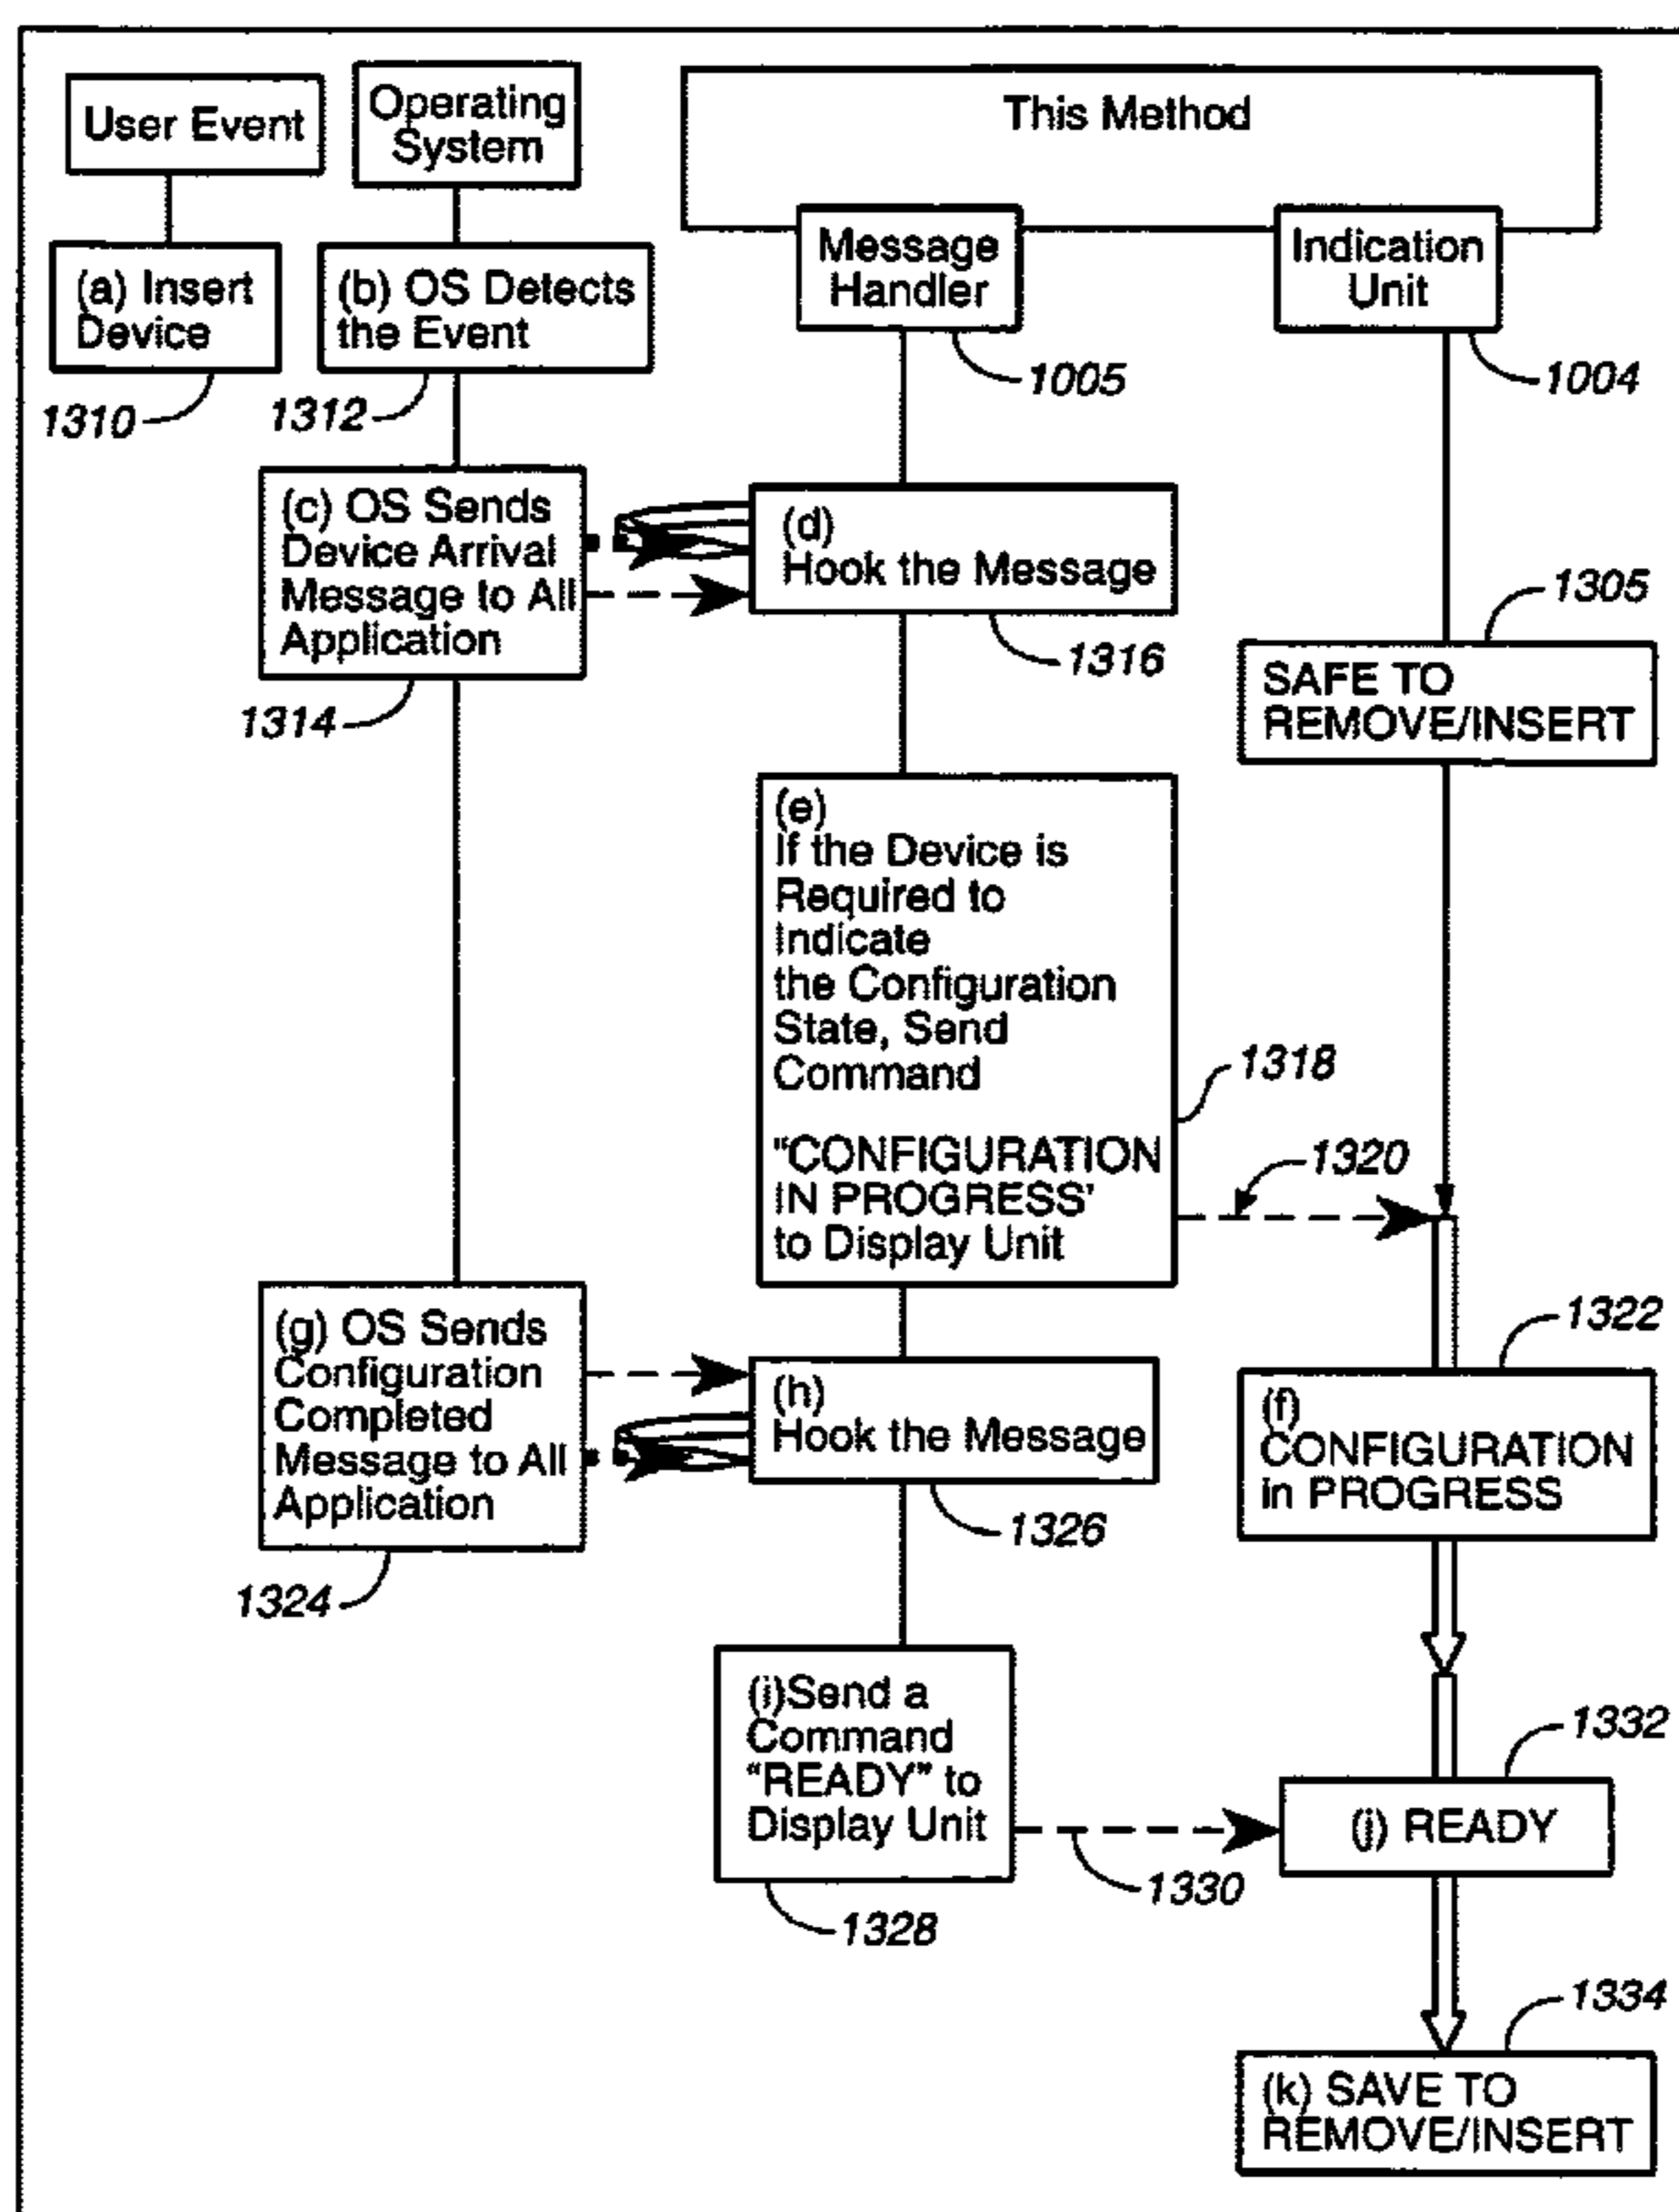 User Event
Operating
System
This Method
Message
Handler
Indication
Unit
(a) Insert
Device
(b) OS Detects
the Event
1005
1004
1310
1312
(c) OS Sends
Device Arrival
Message to All
Application
(d)
Hook the Message
1305
1316
SAFE TO
REMOVE/INSERT
1314
(e)
If the Device is
Required to
Indicate
the Configuration
State, Send
Command
"CONFIGURATION
IN PROGRESS'
to Display Unit
1318
1320
(g) OS Sends
Configuration
Completed
Message to All
Application
1322
(h)
Hook the Message
(f)
CONFIGURATION
in PROGRESS
1326
1324
(i)Send a
Command
"READY" to
Display Unit
1332
(j) READY
1330
1328
1334
(k) SAVE TO
REMOVE/INSERT